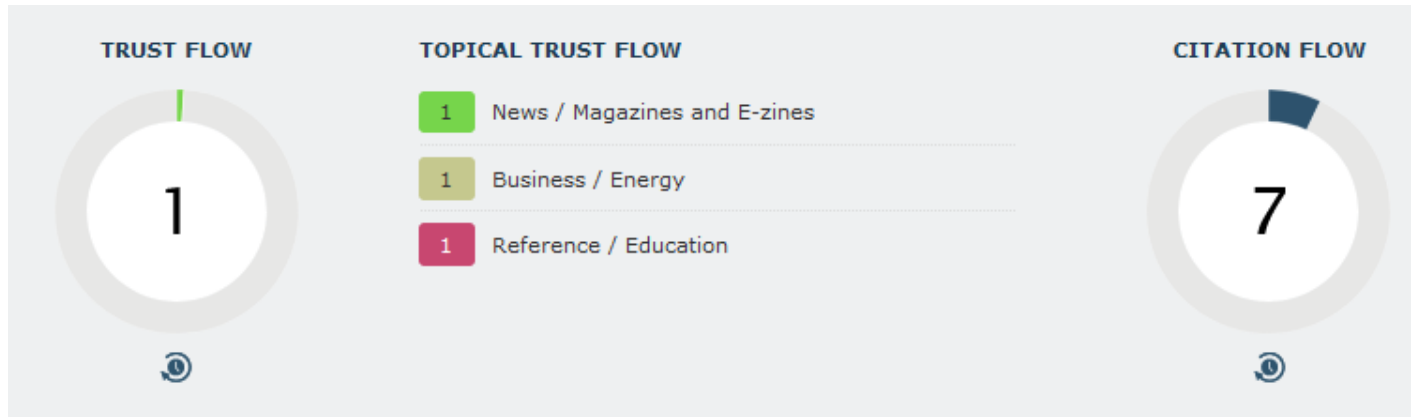 TRUST FLOW
1
TOPICAL TRUST FLOW
1 News / Magazines and E-zines
1 Business / Energy
1 Reference / Education
CITATION FLOW
7